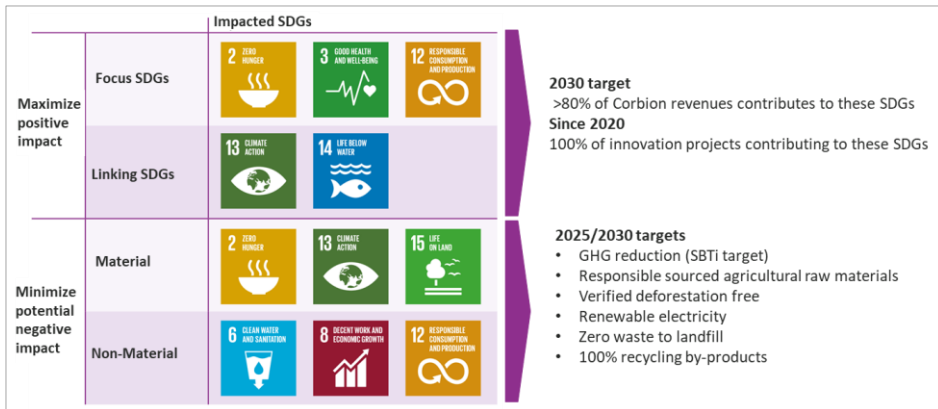 Impacted SDGs
Maximize
positive
impact
Focus SDGs
2 ZERO
HUNGER
3 GOOD HEALTH
AND WELL-BEING
12 RESPONSIBLE
CONSUMPTION
AND PRODUCTION
Linking SDGs
13 CLIMATE
ACTION
14 LIFE BELOW
WATER
2030 target
>80% of Corbion revenues contributes to these SDGs
Since 2020
100% of innovation projects contributing to these SDGs
Minimize
potential
negative
impact
Material
2 ZERO
HUNGER
13 CLIMATE
ACTION
15 LIFE
ON LAND
Non-Material
6 CLEAN WATER
AND SANITATION
8 DECENT WORK AND
ECONOMIC GROWTH
12 RESPONSIBLE
CONSUMPTION
AND PRODUCTION
2025/2030 targets
• GHG reduction (SBTi target)
• Responsible sourced agricultural raw materials
• Verified deforestation free
• Renewable electricity
• Zero waste to landfill
• 100% recycling by-products